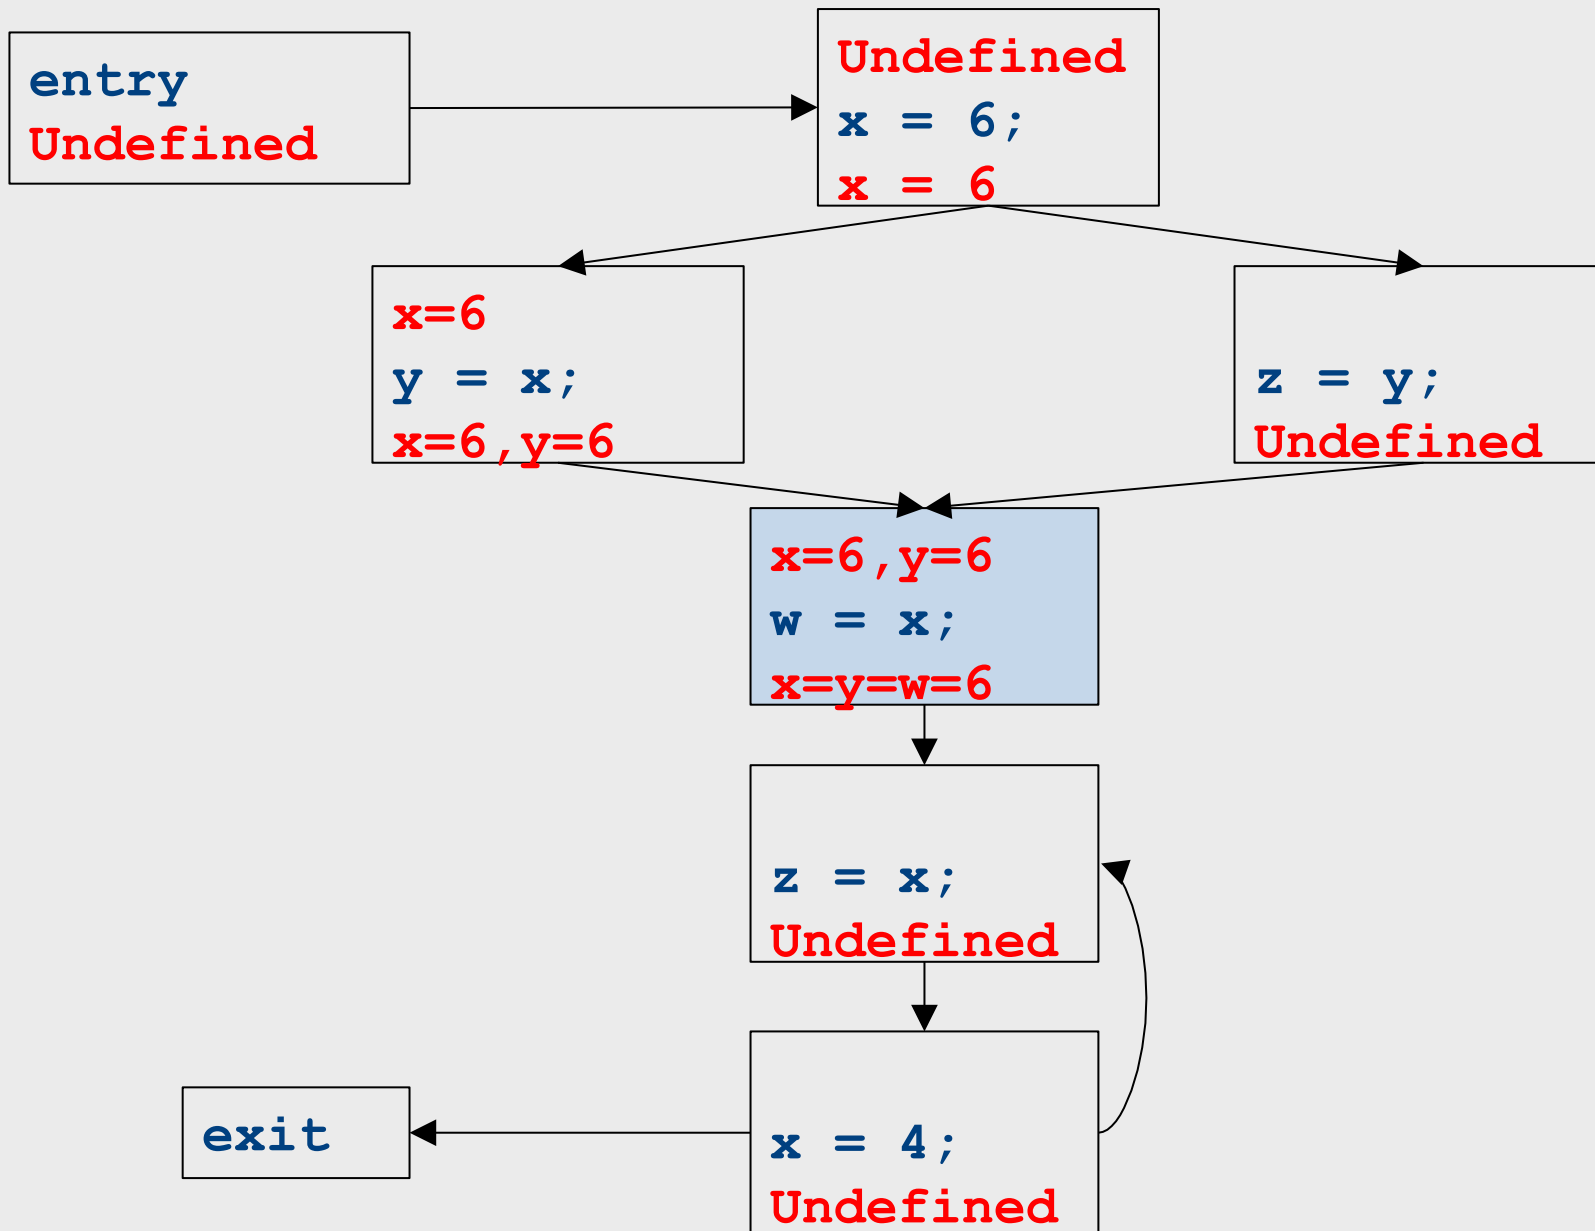 entry
Undefined
Undefined
x = 6;
x = 6
x=6
y = x;
x=6,y=6
z = y;
Undefined
x=6,y=6
w = x;
x=y=w=6
z = x;
Undefined
exit
x = 4;
Undefined